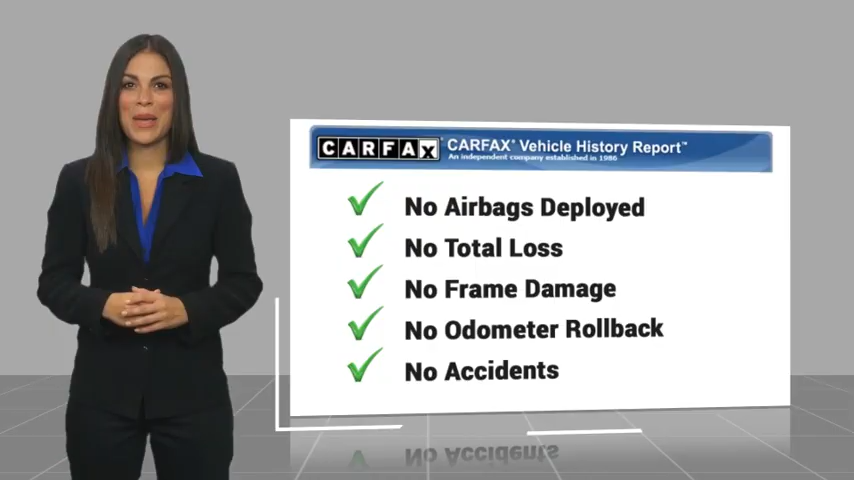 CARFAX® CARFAX® Vehicle History Report™
An independent company established in 1986
No Airbags Deployed
No Total Loss
No Frame Damage
No Odometer Rollback
No Accidents
No Accidents